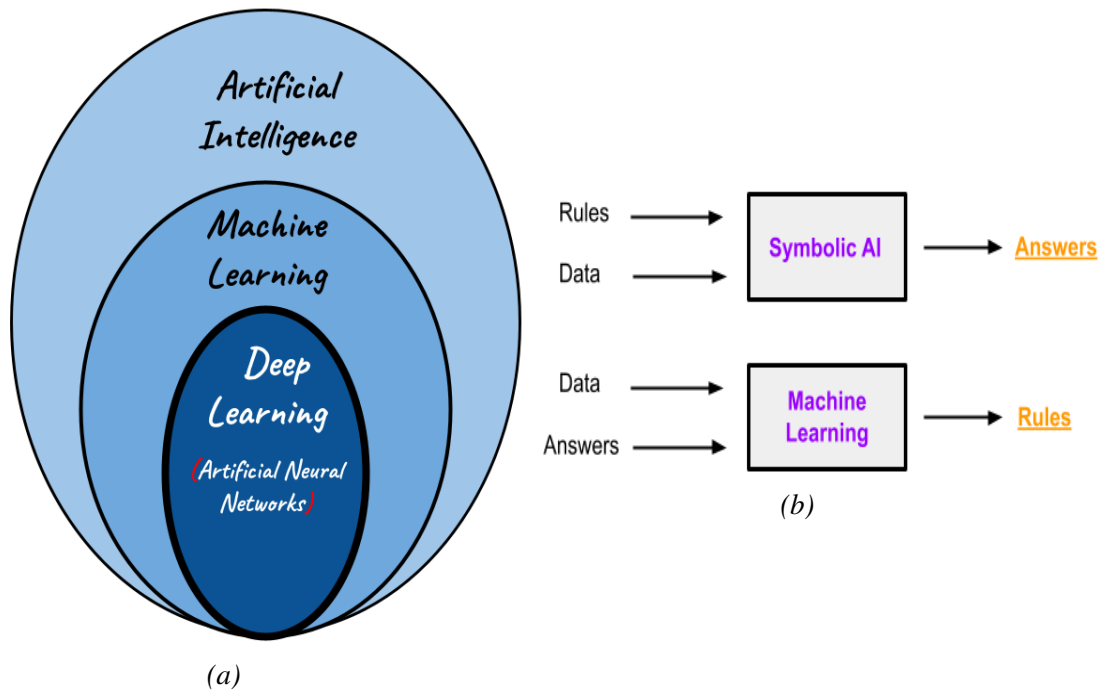 Artificial
Intelligence
Machine
Learning
Deep
Learning
(Artificial Neural
Networks)
(a)
Rules
Data
Symbolic AI
Answers
Data
Answers
Machine
Learning
Rules
(b)